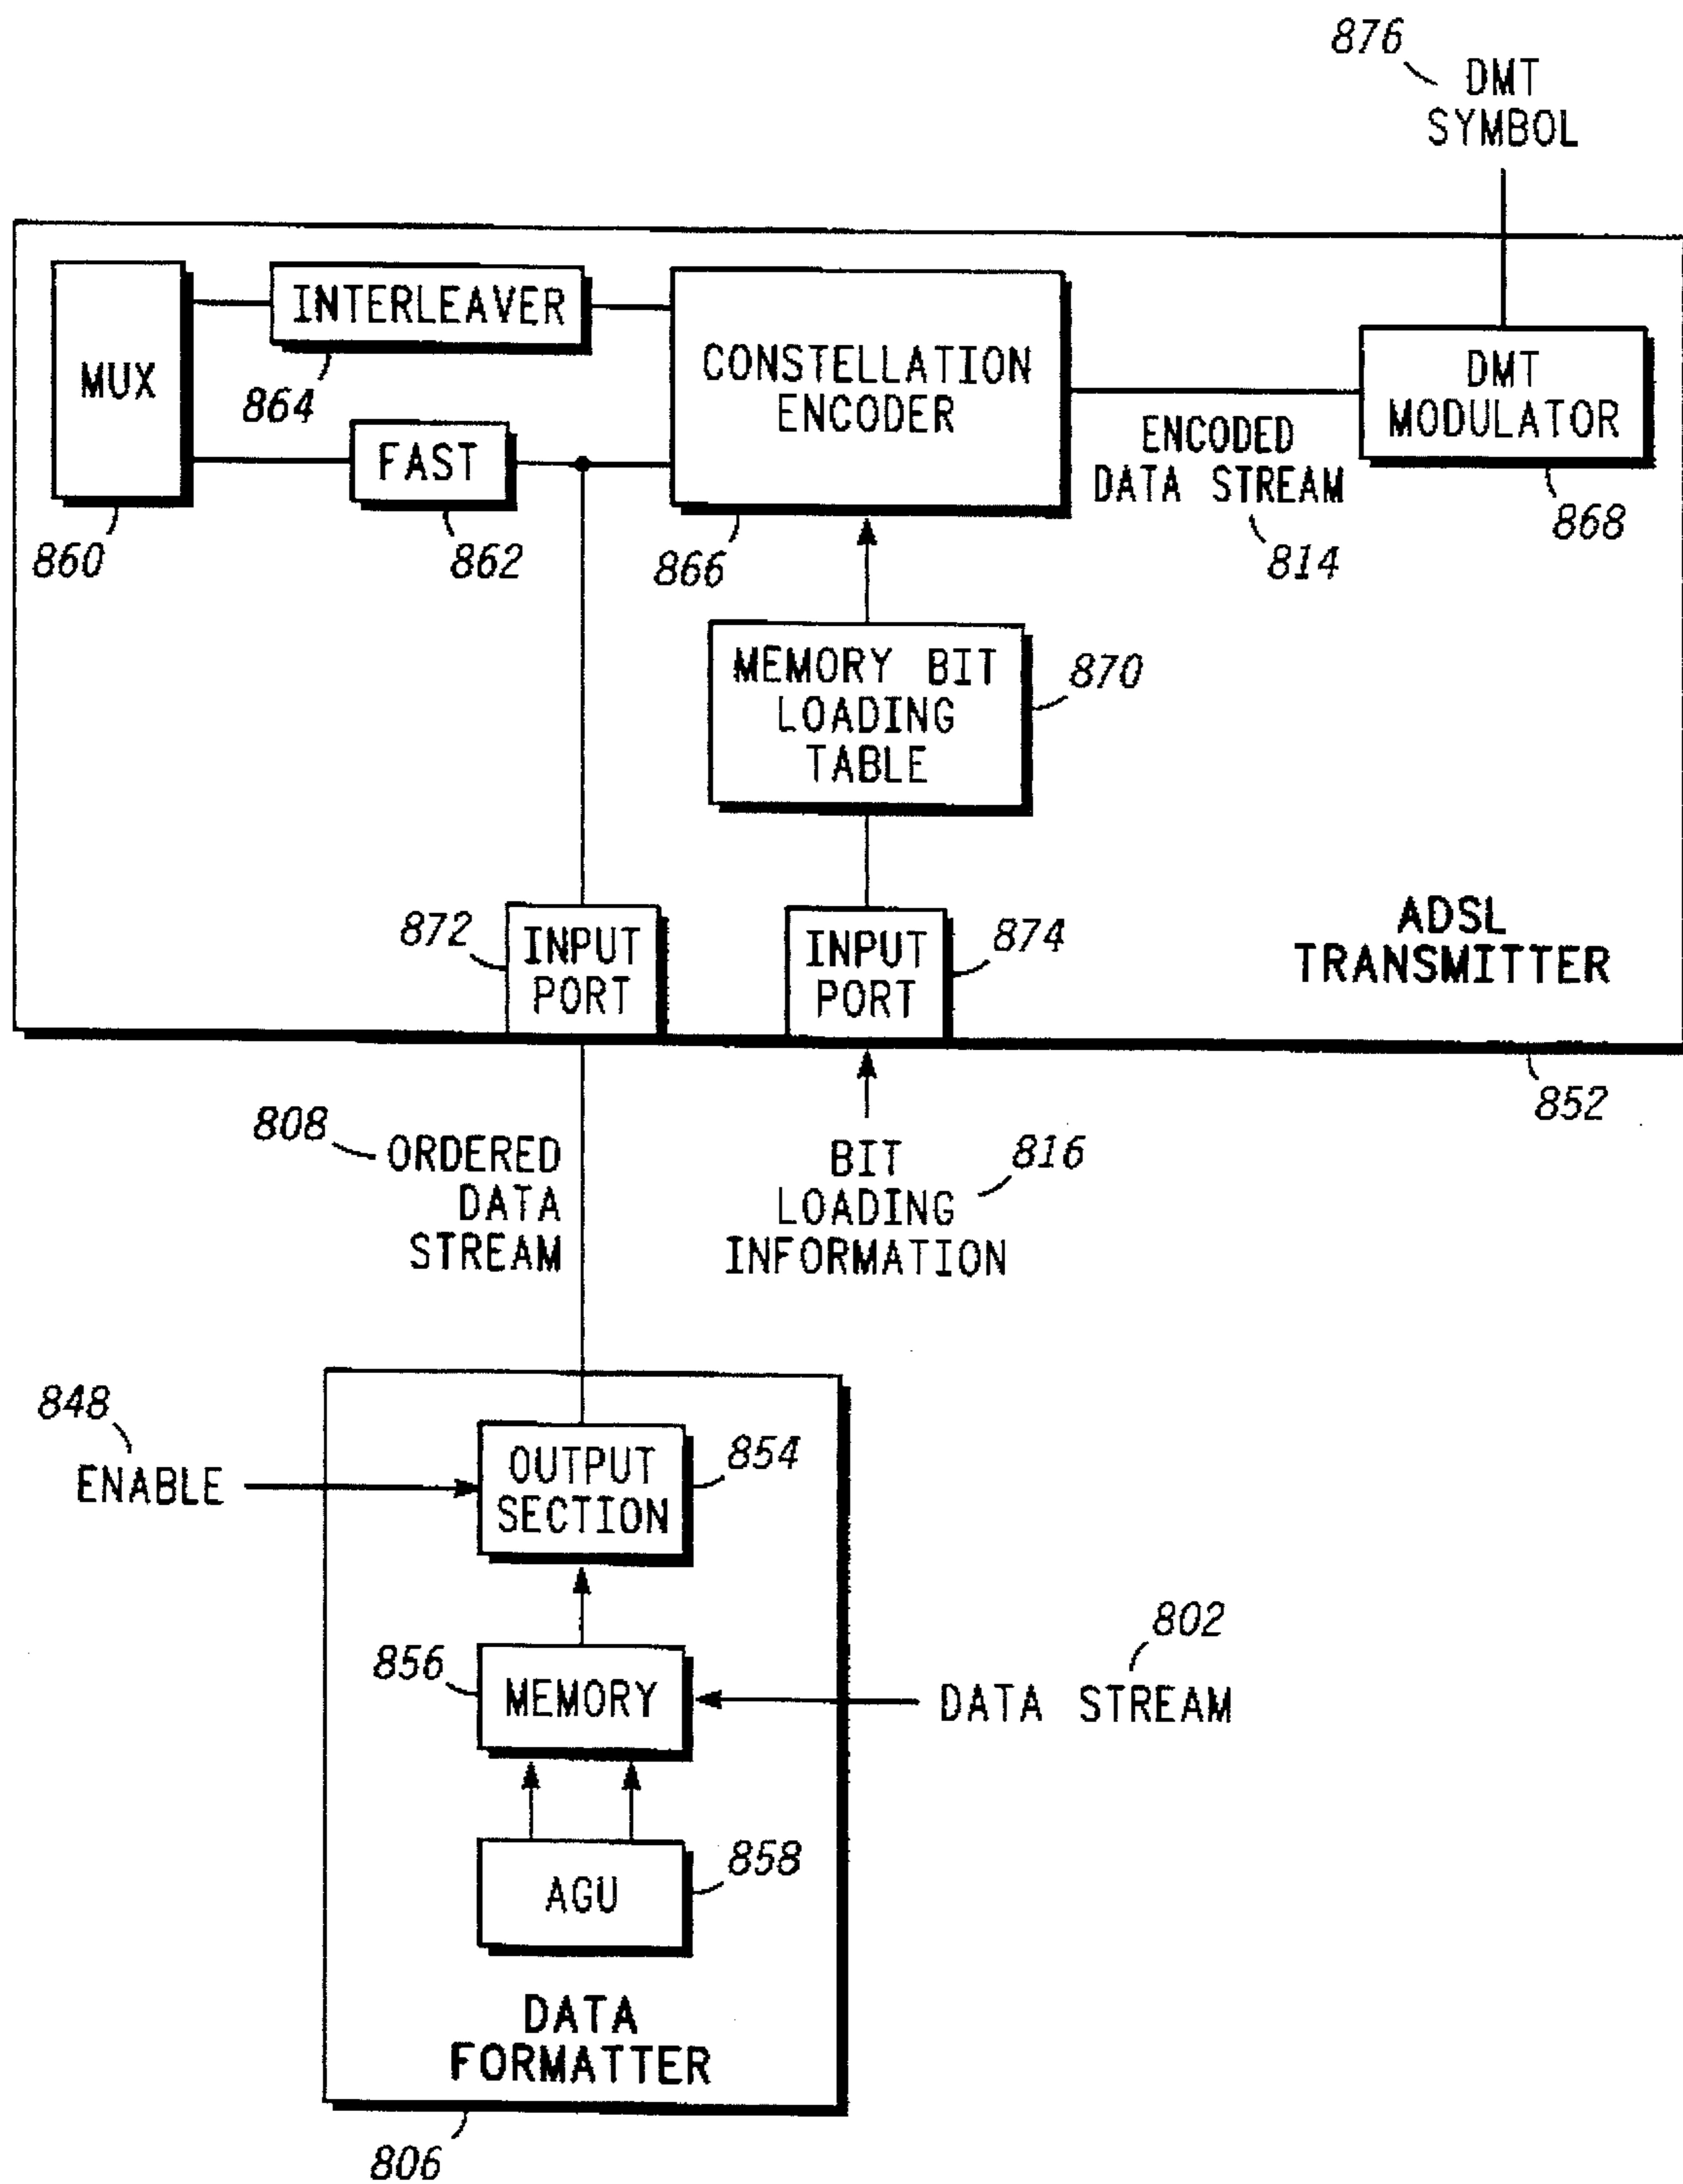 876
DMT
SYMBOL
MUX
INTERLEAVER
CONSTELLATION
ENCODER
DMT
MODULATOR
864
FAST
ENCODED
DATA STREAM
860
862
866
814
868
MEMORY BIT
LOADING
TABLE
870
872
INPUT
PORT
INPUT
PORT
874
ADSL
TRANSMITTER
852
808
ORDERED
DATA
STREAM
BIT
LOADING
INFORMATION
816
848
ENABLE
OUTPUT
SECTION
854
856
MEMORY
802
DATA STREAM
AGU
858
DATA
FORMATTER
806